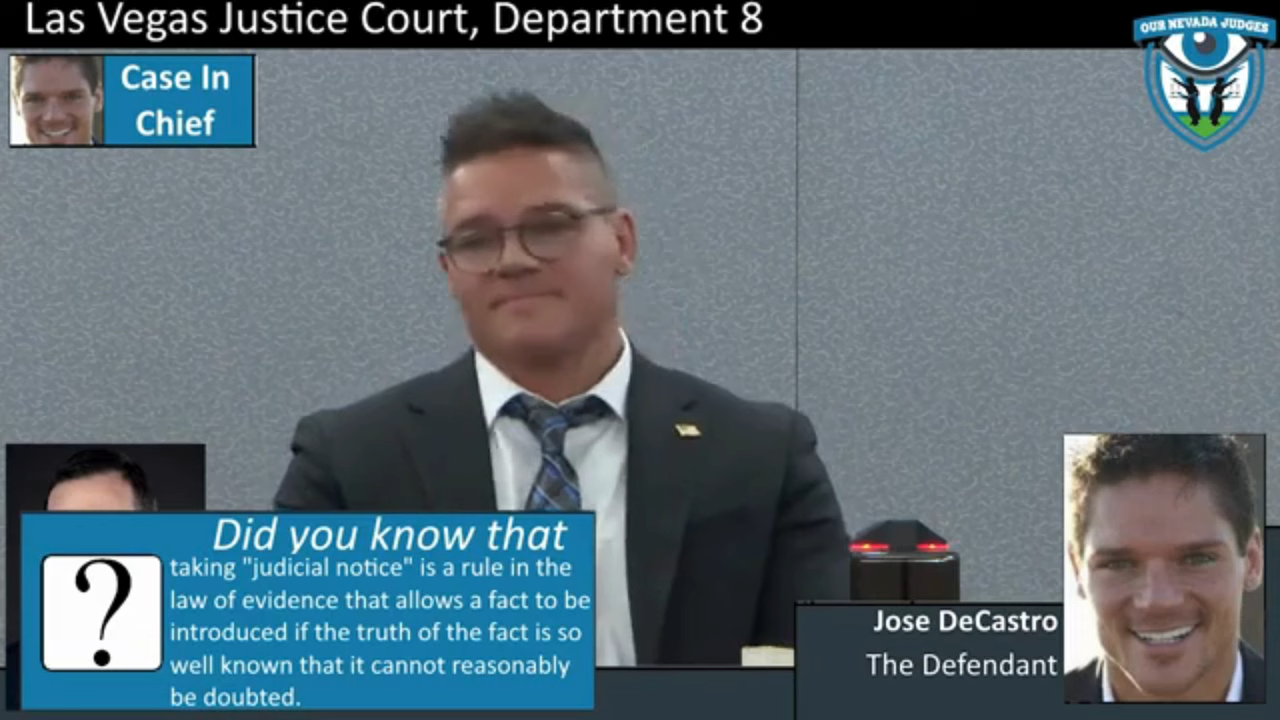 Las Vegas Justice Court, Department 8
OUR NEVADA JUDGES
Case In
Chief
Did you know that
?
taking "judicial notice" is a rule in the
law of evidence that allows a fact to be
introduced if the truth of the fact is so
well known that it cannot reasonably
be doubted.
Jose DeCastro
The Defendant